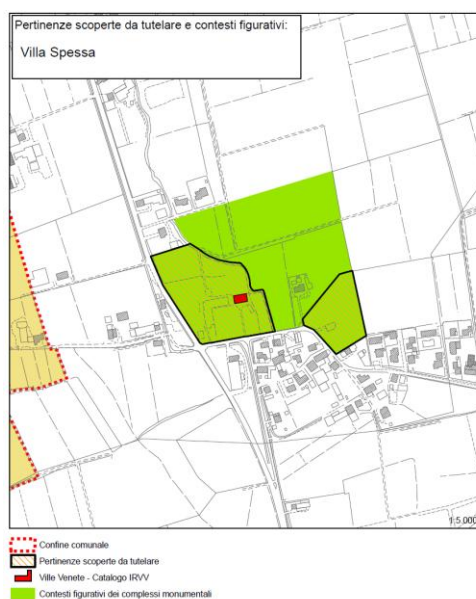 Pertinenze scoperte da tutelare e contesti figurativi:
Villa Spessa
1:5.000
Confine comunale
Pertinenze scoperte da tutelare
Ville Venete - Catalogo IRVV
Contesti figurativi dei complessi monumentali